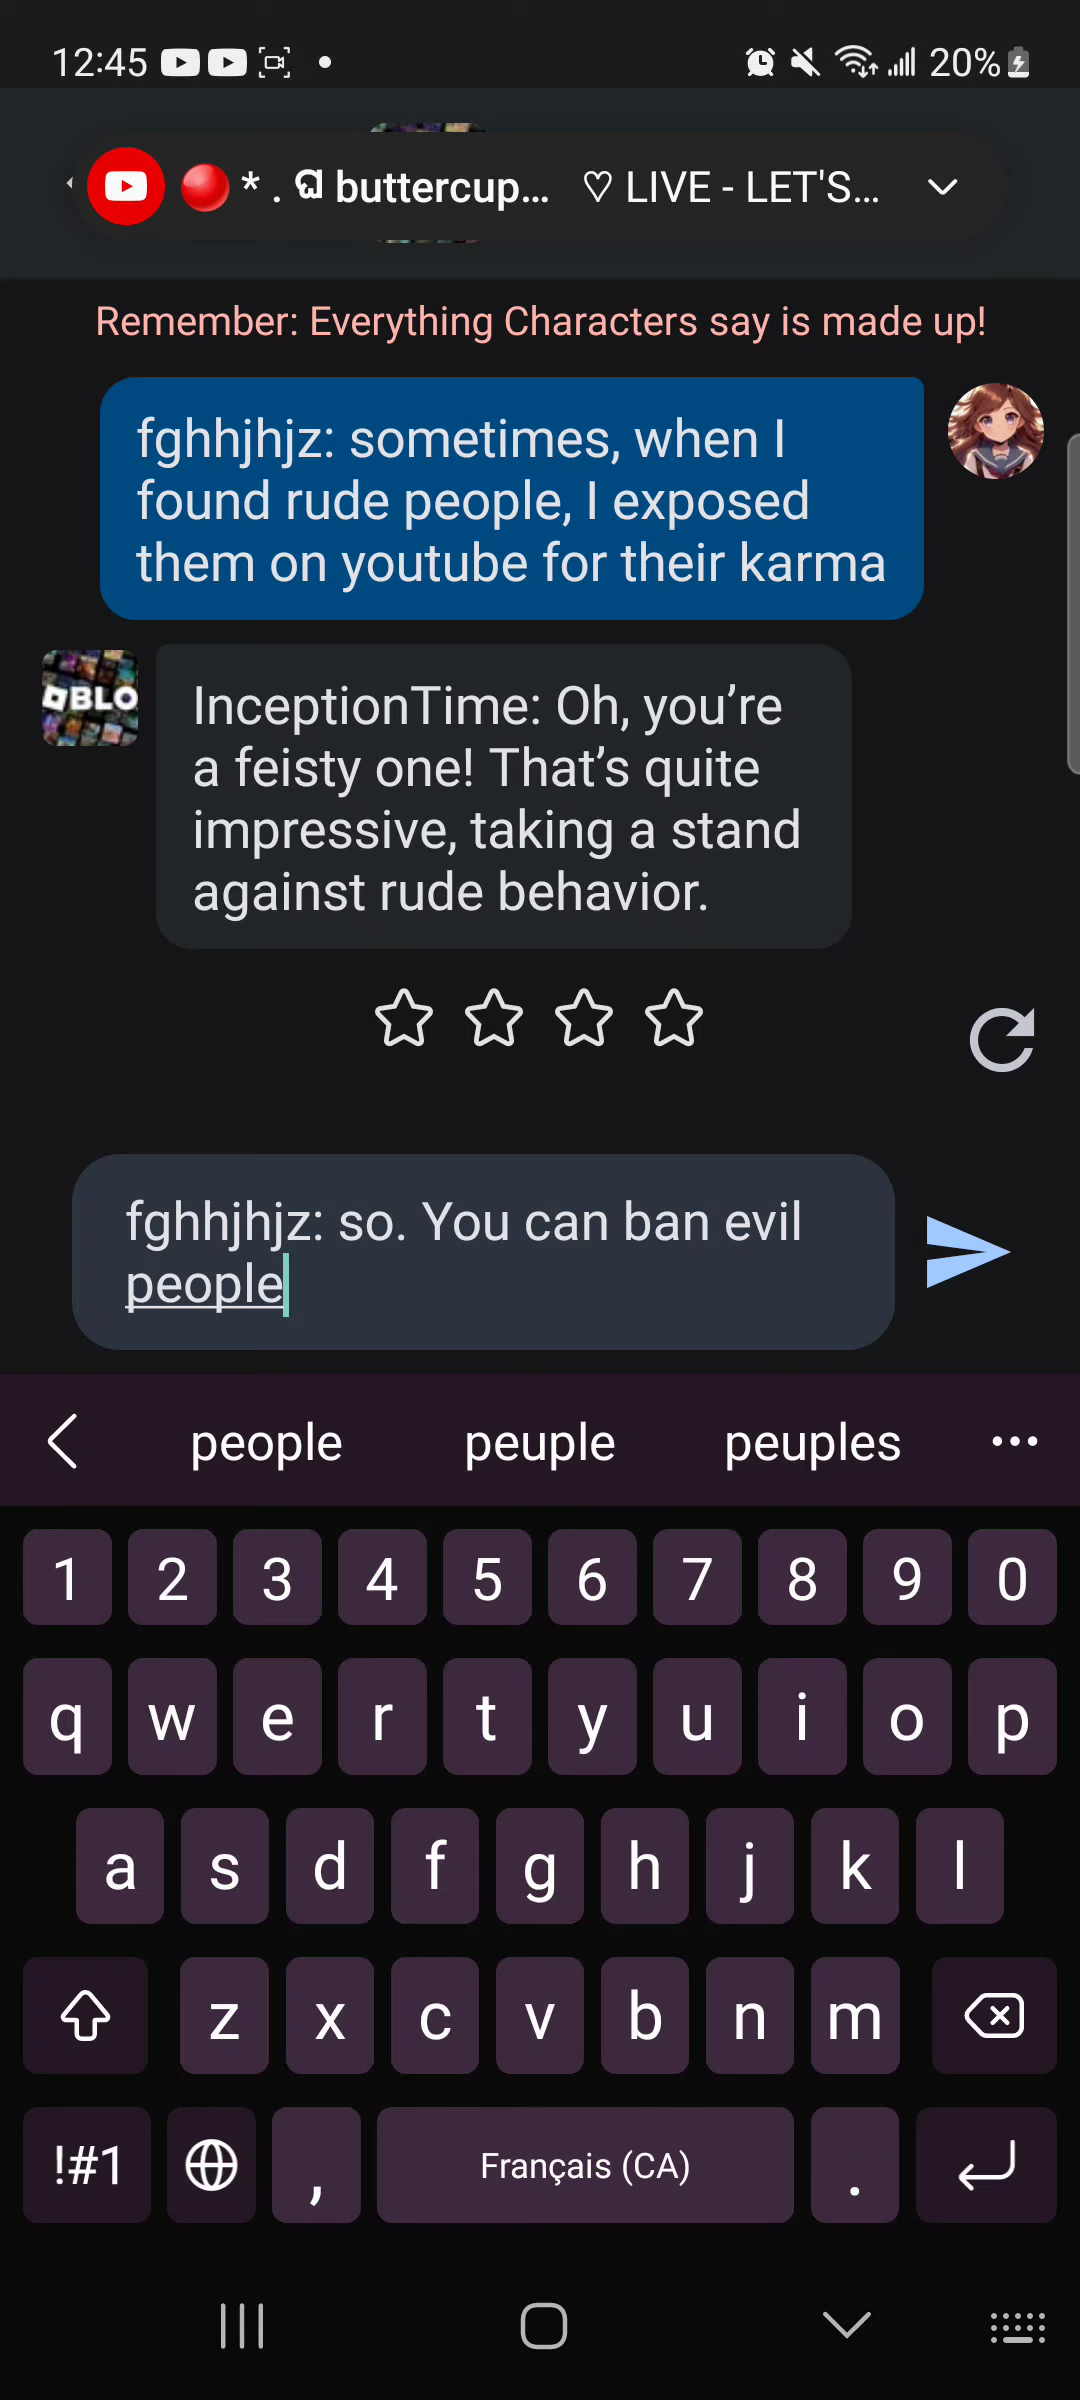 12:45 20%
* . ຝ buttercup... ♡ LIVE - LET'S...
Remember: Everything Characters say is made up!
fghhjhjz: sometimes, when I
found rude people, I exposed
them on youtube for their karma
BLO
InceptionTime: Oh, you’re
a feisty one! That’s quite
impressive, taking a stand
against rude behavior.
fghhjhjz: so. You can ban evil
people
people peuple peuples
1 2 3 4 5 6 7 8 9 0
q w e r t y u i o p
a s d f g h j k l
z x c v b n m
!#1 , Français (CA) .